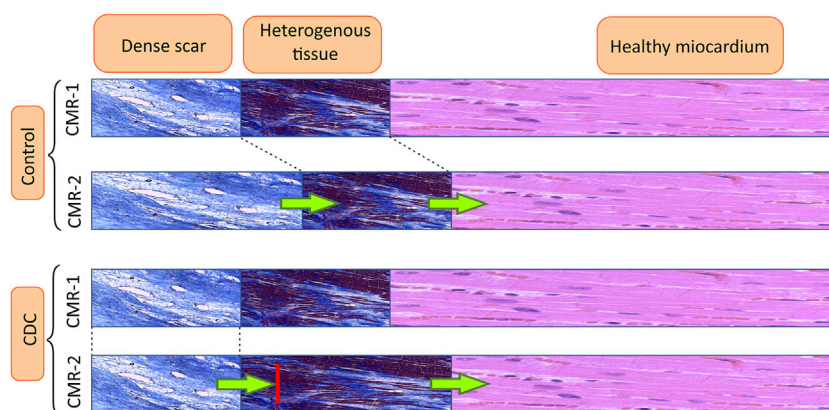 Dense scar
Heterogenous
tissue
Healthy miocardium
Control
CMR-1
CMR-2
CDC
CMR-1
CMR-2